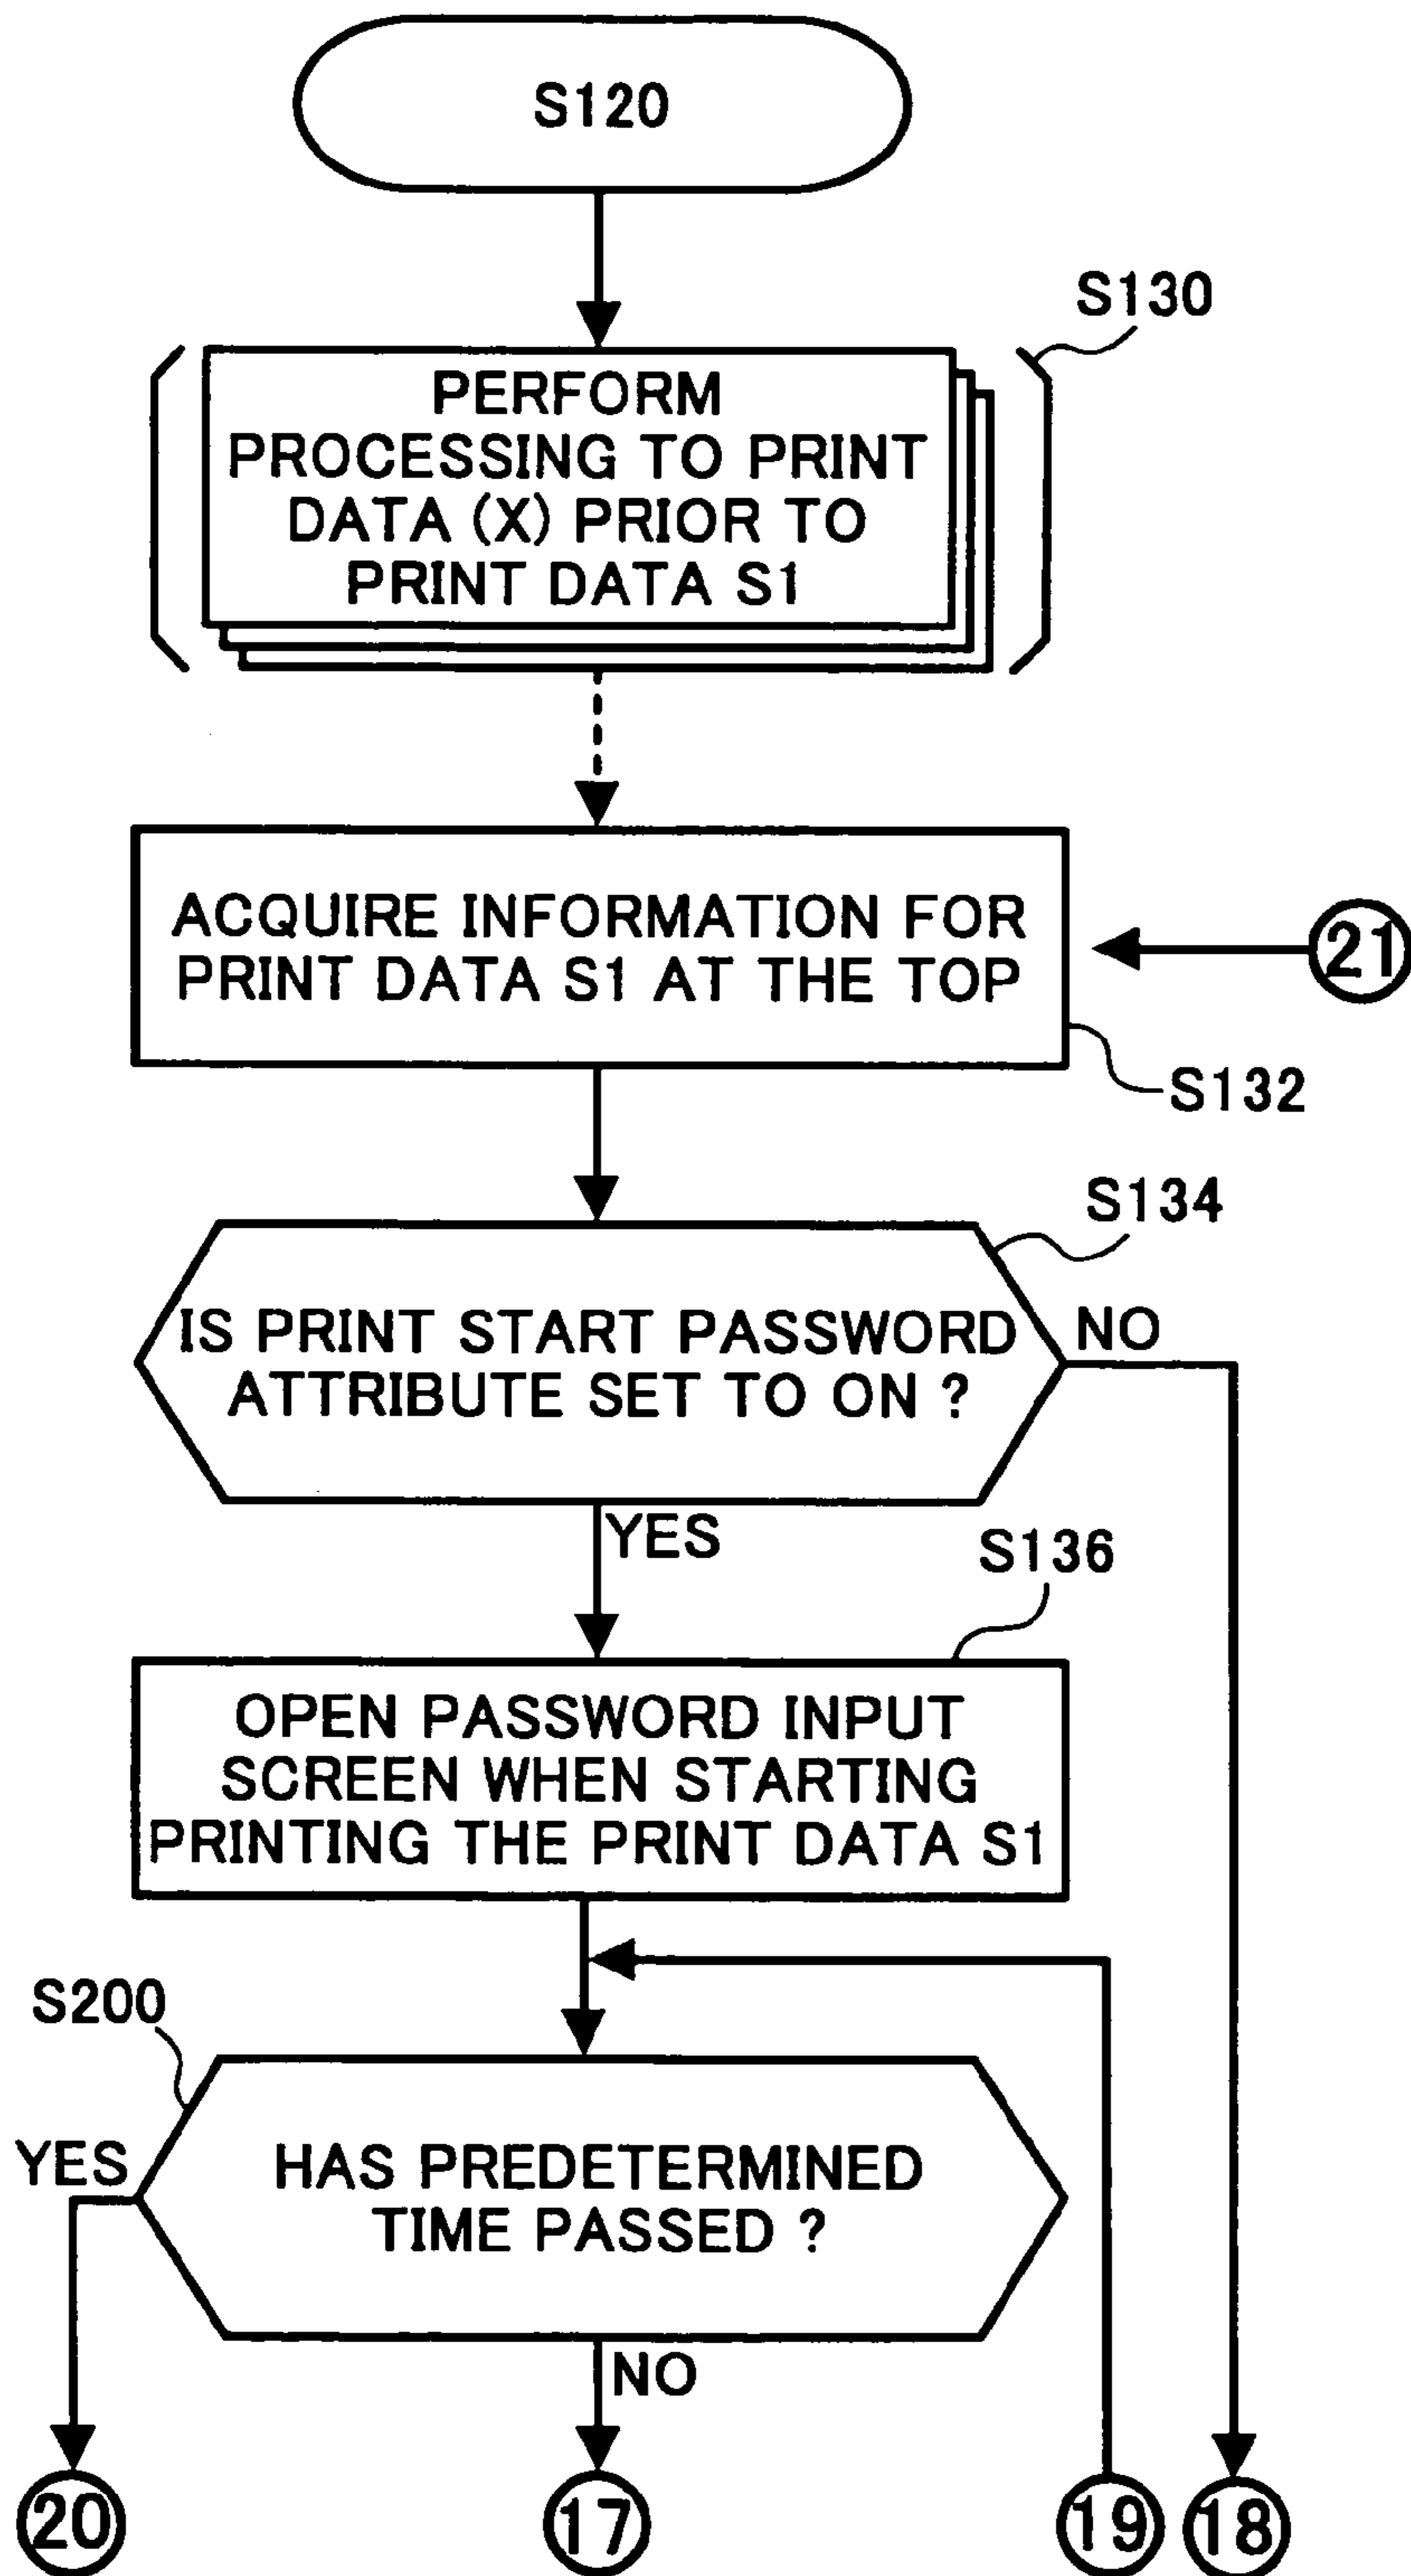 S120
S130
PERFORM
PROCESSING TO PRINT
DATA (X) PRIOR TO
PRINT DATA S1
ACQUIRE INFORMATION FOR
PRINT DATA S1 AT THE TOP
21
S132
S134
IS PRINT START PASSWORD
ATTRIBUTE SET TO ON ?
NO
YES
S136
OPEN PASSWORD INPUT
SCREEN WHEN STARTING
PRINTING THE PRINT DATA S1
S200
YES
HAS PREDETERMINED
TIME PASSED ?
NO
20
17
19
18